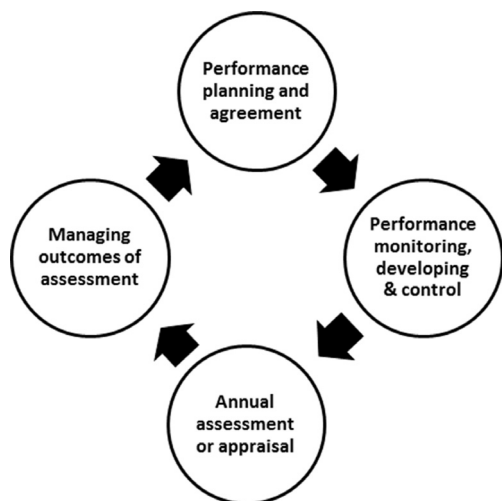 Performance
planning and
agreement
Performance
monitoring,
developing
& control
Annual
assessment
or appraisal
Managing
outcomes of
assessment